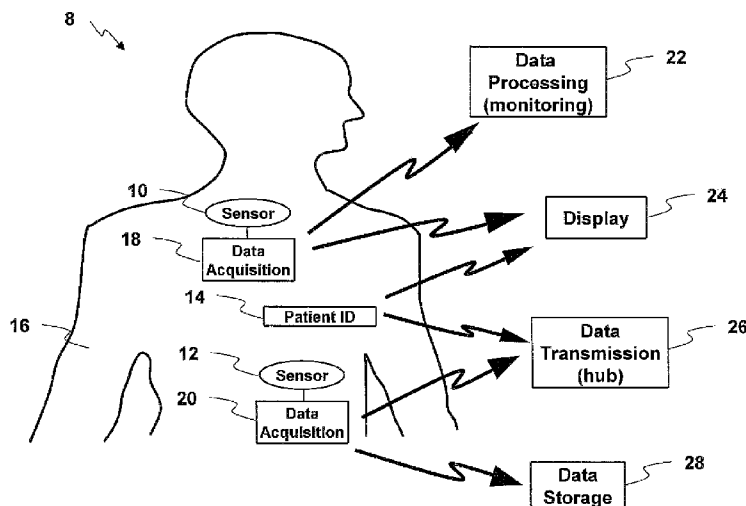 8
Data
Processing
(monitoring)
22
10
Sensor
18
Data
Acquisition
Display
24
14
Patient ID
16
Data
Transmission
(hub)
26
12
Sensor
20
Data
Acquisition
Data
Storage
28